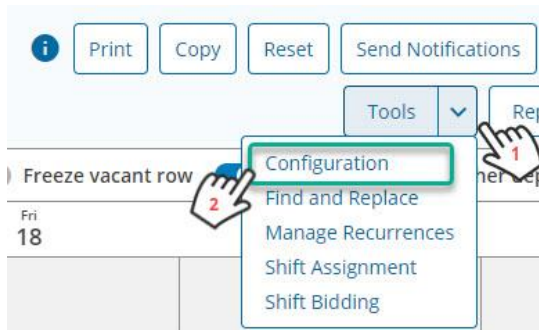 i Print Copy Reset Send Notifications
Tools Rep
1
Configuration
Freeze vacant row
2
Find and Replace
Fri
18
Manage Recurrences
Shift Assignment
Shift Bidding